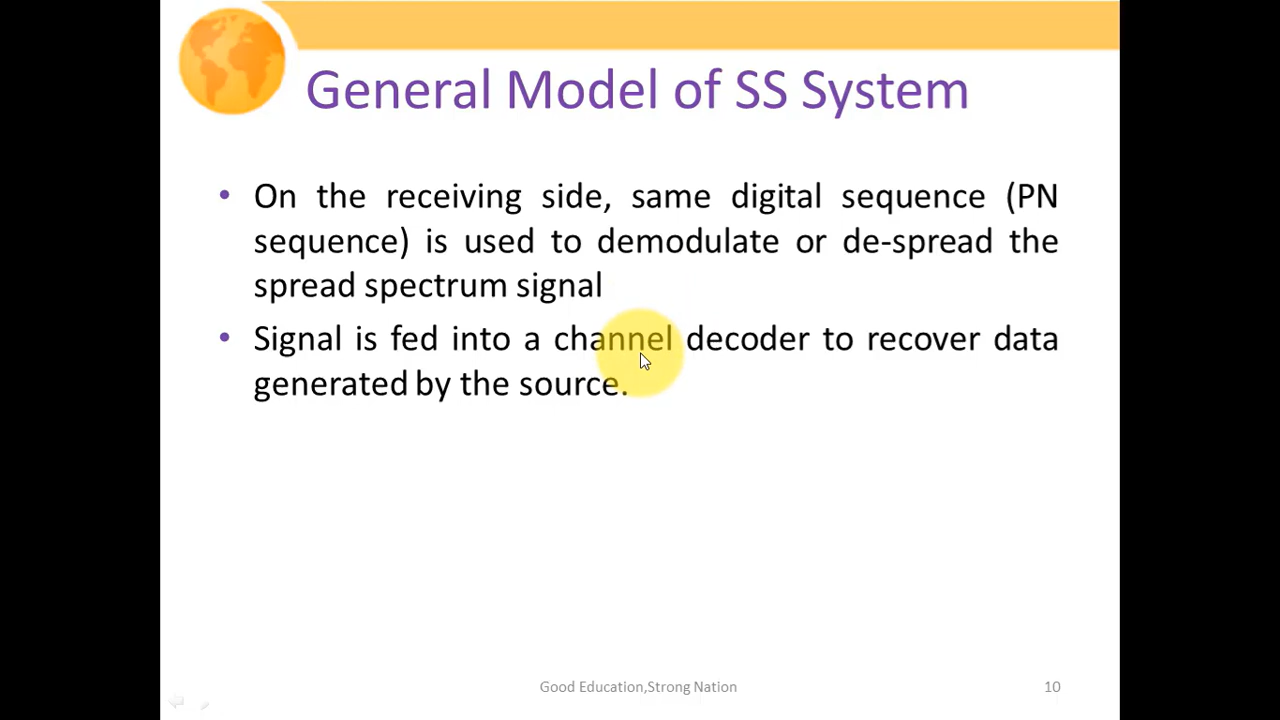 General Model of SS System
• On the receiving side, same digital sequence (PN
sequence) is used to demodulate or de-spread the
spread spectrum signal
• Signal is fed into a channel decoder to recover data
generated by the source.
Good Education,Strong Nation
10